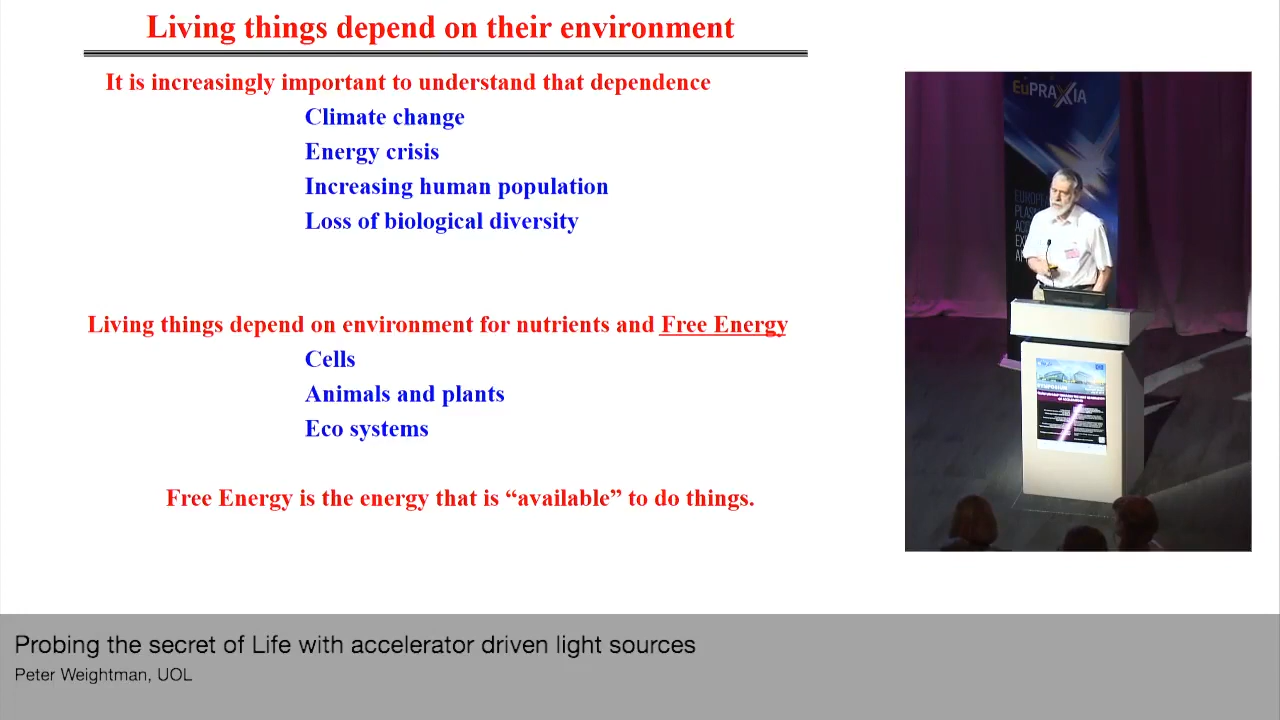 Living things depend on their environment
It is increasingly important to understand that dependence
Climate change
Energy crisis
Increasing human population
Loss of biological diversity
Living things depend on environment for nutrients and Free Energy
Cells
Animals and plants
Eco systems
Free Energy is the energy that is “available” to do things.
EuPRAXIA
SYMPOSIUM
Probing the secret of Life with accelerator driven light sources
Peter Weightman, UOL